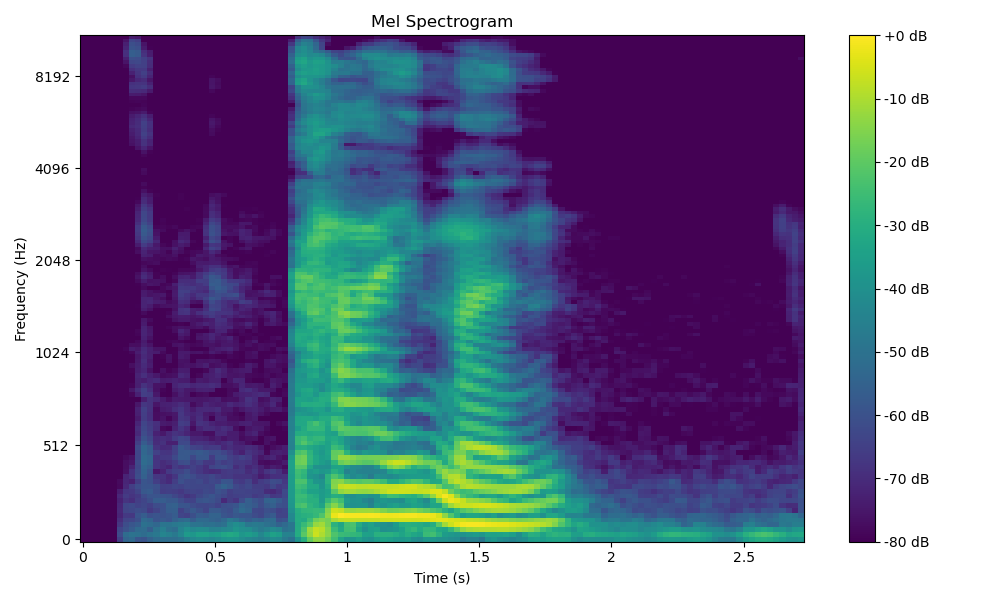 Mel Spectrogram
Frequency (Hz)
8192
4096
2048
1024
512
0
0
0.5
1
1.5
2
2.5
Time (s)
+0 dB
-10 dB
-20 dB
-30 dB
-40 dB
-50 dB
-60 dB
-70 dB
-80 dB